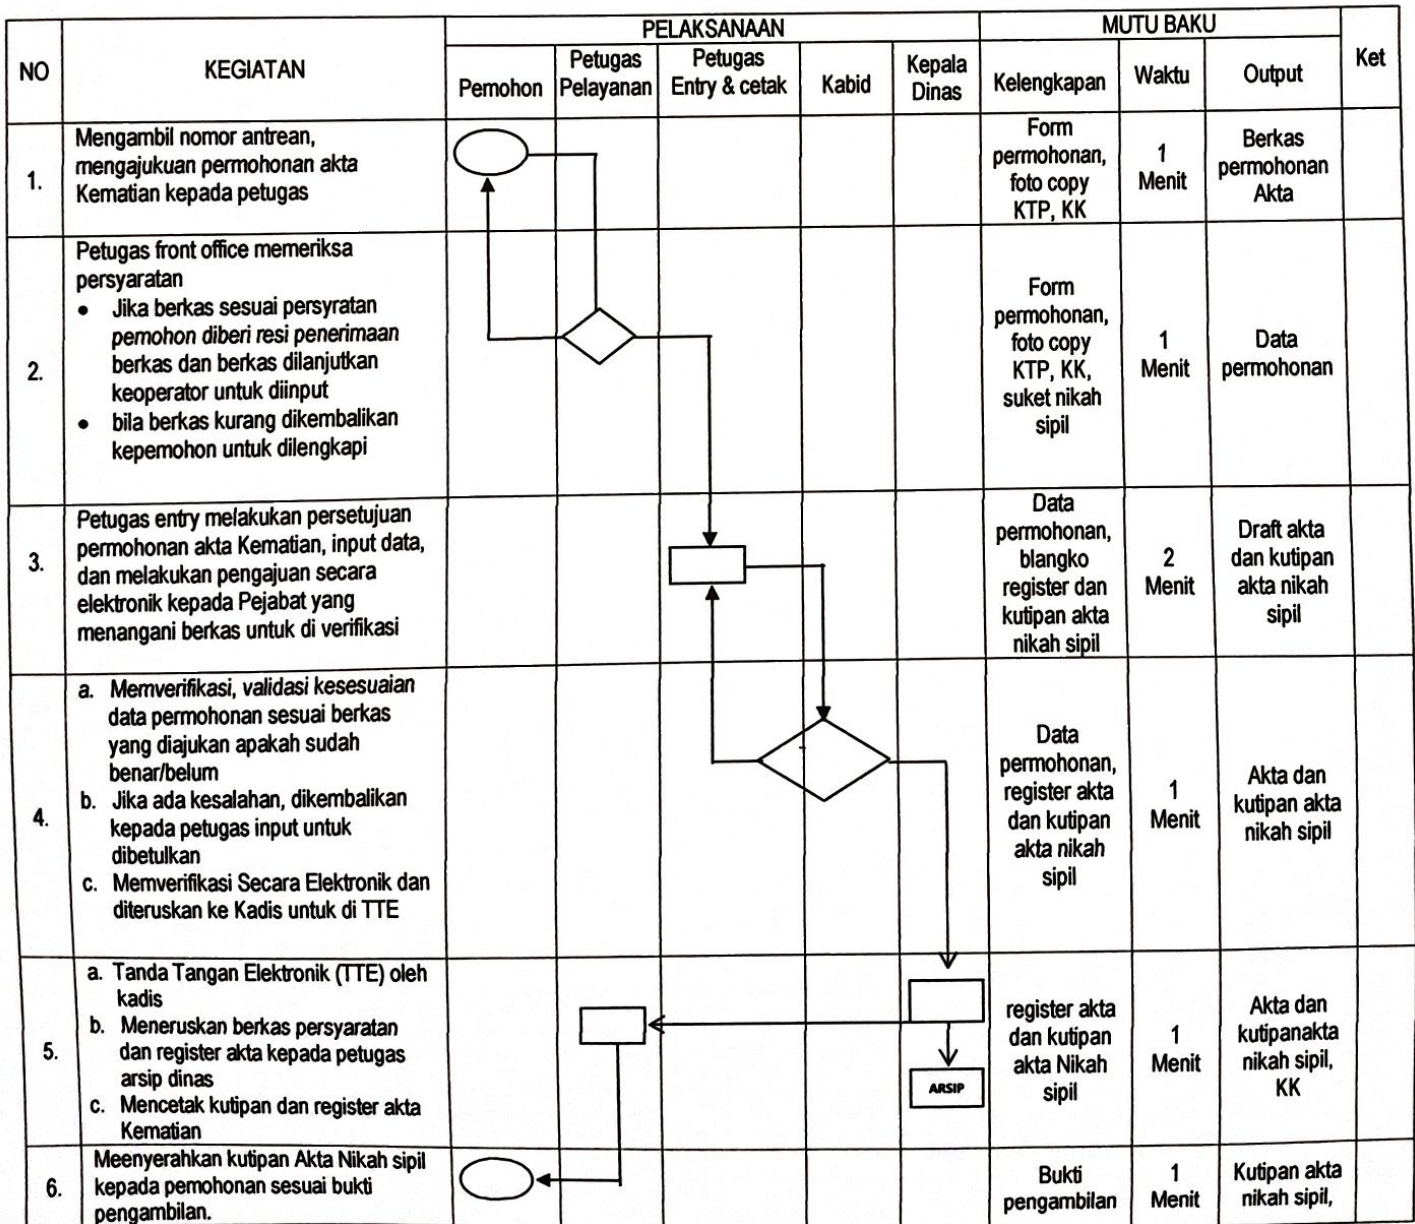 NO
KEGIATAN
PELAKSANAAN
MUTU BAKU
Ket
Pemohon
Petugas
Pelayanan
Petugas
Entry & cetak
Kabid
Kepala
Dinas
Kelengkapan
Waktu
Output
1.
Mengambil nomor antrean,
mengajukuan permohonan akta
Kematian kepada petugas
Form
permohonan,
foto copy
KTP, KK
1
Menit
Berkas
permohonan
Akta
2.
Petugas front office memeriksa
persyaratan
• Jika berkas sesuai persyratan
pemohon diberi resi penerimaan
berkas dan berkas dilanjutkan
keoperator untuk diinput
• bila berkas kurang dikembalikan
kepemohon untuk dilengkapi
Form
permohonan,
foto copy
KTP, KK,
suket nikah
sipil
1
Menit
Data
permohonan
3.
Petugas entry melakukan persetujuan
permohonan akta Kematian, input data,
dan melakukan pengajuan secara
elektronik kepada Pejabat yang
menangani berkas untuk di verifikasi
Data
permohonan,
blangko
register dan
kutipan akta
nikah sipil
2
Menit
Draft akta
dan kutipan
akta nikah
sipil
4.
a. Memverifikasi, validasi kesesuaian
data permohonan sesuai berkas
yang diajukan apakah sudah
benar/belum
b. Jika ada kesalahan, dikembalikan
kepada petugas input untuk
dibetulkan
c. Memverifikasi Secara Elektronik dan
diteruskan ke Kadis untuk di TTE
Data
permohonan,
register akta
dan kutipan
akta nikah
sipil
1
Menit
Akta dan
kutipan akta
nikah sipil
5.
a. Tanda Tangan Elektronik (TTE) oleh
kadis
b. Meneruskan berkas persyaratan
dan register akta kepada petugas
arsip dinas
c. Mencetak kutipan dan register akta
Kematian
ARSIP
register akta
dan kutipan
akta Nikah
sipil
1
Menit
Akta dan
kutipanakta
nikah sipil,
KK
6.
Meenyerahkan kutipan Akta Nikah sipil
kepada pemohonan sesuai bukti
pengambilan.
Bukti
pengambilan
1
Menit
Kutipan akta
nikah sipil,